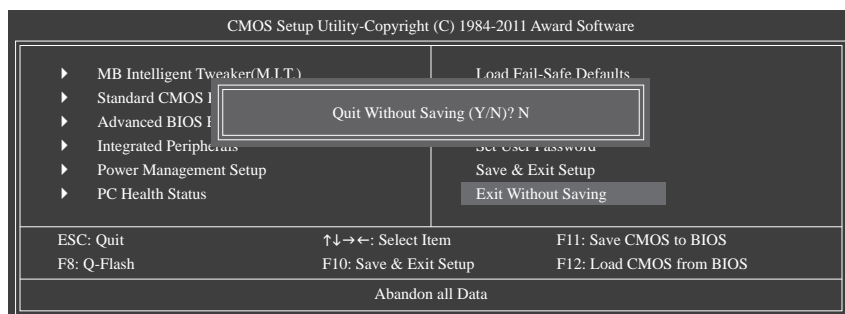 CMOS Setup Utility-Copyright (C) 1984-2011 Award Software
MB Intelligent Tweaker(M.I.T.)
Standard CMOS
Advanced BIOS
Integrated Peripherals
Power Management Setup
PC Health Status
Load Fail-Safe Defaults
Set User Password
Save & Exit Setup
Exit Without Saving
Quit Without Saving (Y/N)? N
ESC: Quit ↑↓→←: Select Item F11: Save CMOS to BIOS
F8: Q-Flash F10: Save & Exit Setup F12: Load CMOS from BIOS
Abandon all Data